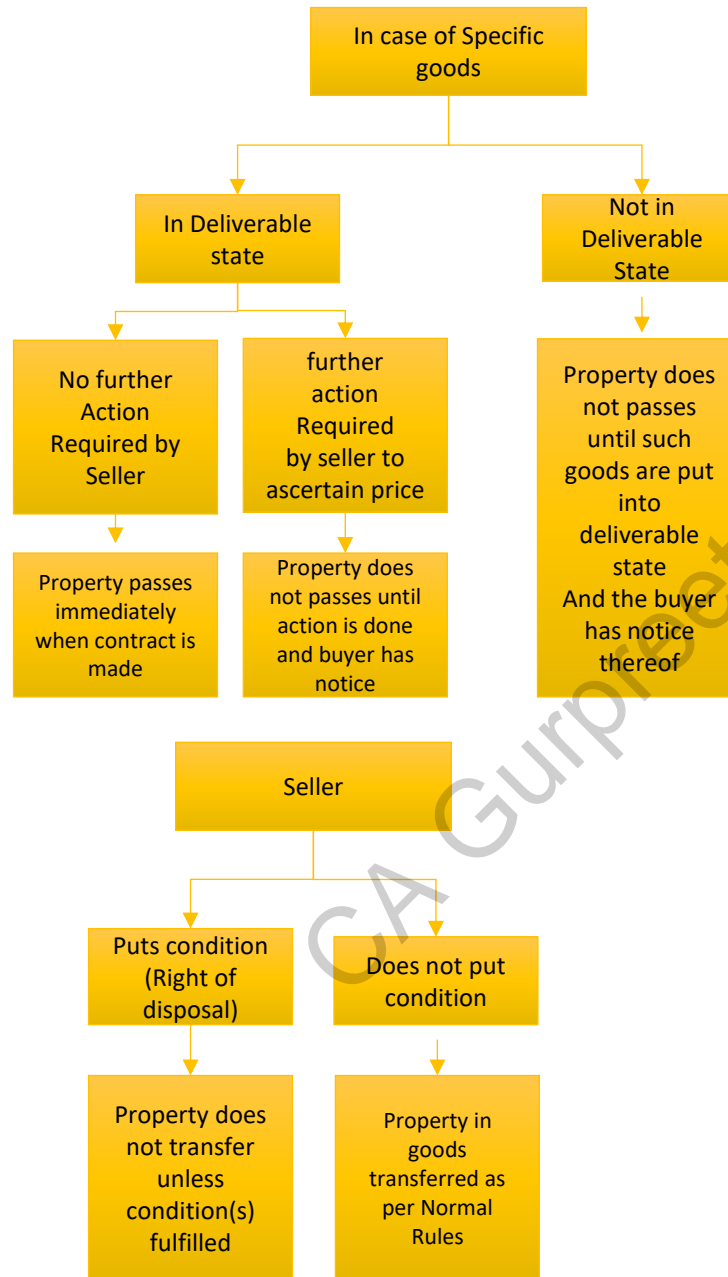 In case of Specific
goods
In Deliverable
state
Not in
Deliverable
State
No further
Action
Required by
Seller
further
action
Required
by seller to
ascertain price
Property does
not passes
until such
goods are put
into
deliverable
state
And the buyer
has notice
thereof
Property passes
immediately
when contract is
made
Property does
not passes until
action is done
and buyer has
notice
Seller
Puts condition
(Right of
disposal)
Does not put
condition
Property does
not transfer
unless
condition(s)
fulfilled
Property in
goods
transferred as
per Normal
Rules
CA Gurpreet